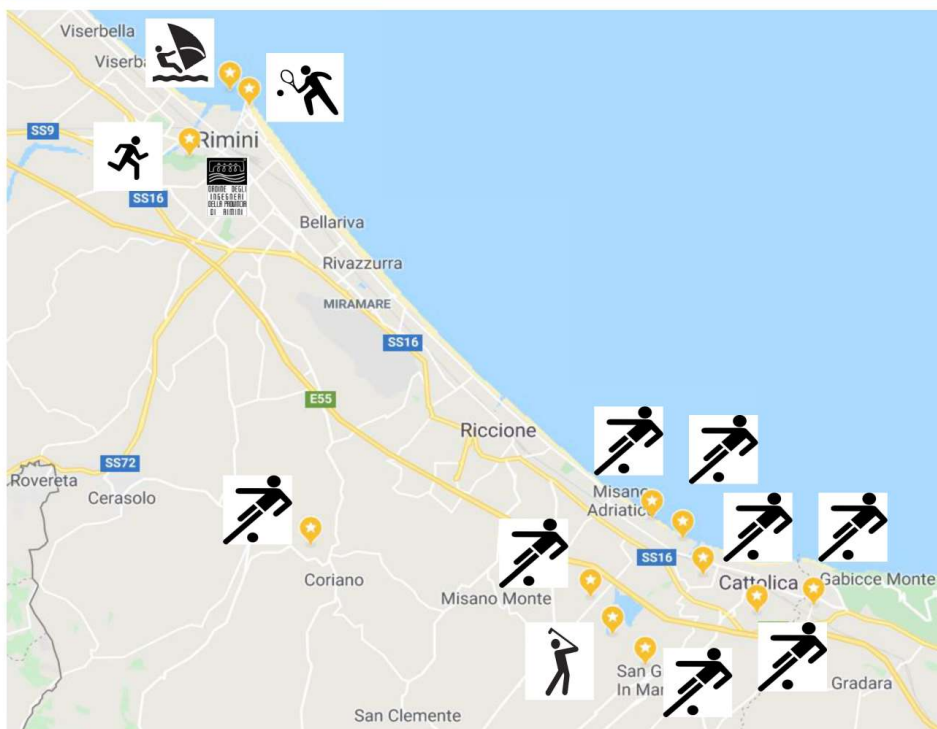 Viserbella
Viserba
SS9
Rimini
SS16
ORDINE DEGLI
INGEGNERI
DELLA PROVINCIA
DI RIMINI
Bellariva
Rivazzurra
MIRAMARE
SS16
E55
Riccione
SS72
Rovereta
Cerasolo
Misano
Adriatico
SS16
Coriano
Cattolica
Gabicce Monte
Misano Monte
San G
In Mar
Gradara
San Clemente